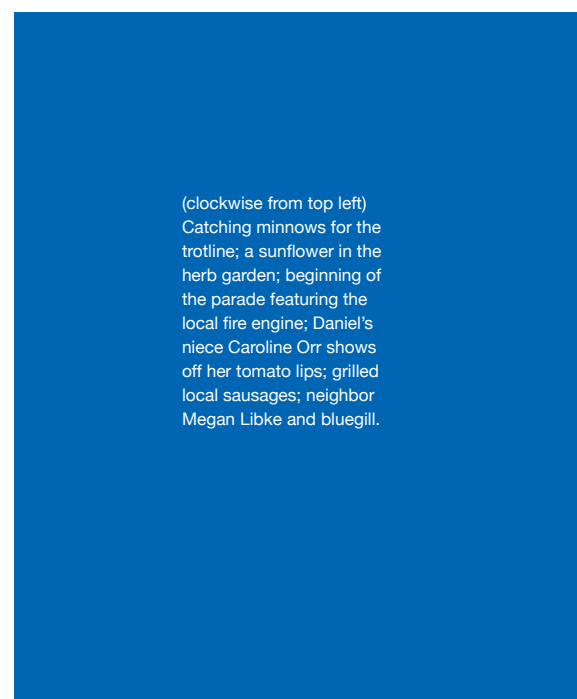 (clockwise from top left)
Catching minnows for the
trotline; a sunflower in the
herb garden; beginning of
the parade featuring the
local fire engine; Daniel’s
niece Caroline Orr shows
off her tomato lips; grilled
local sausages; neighbor
Megan Libke and bluegill.